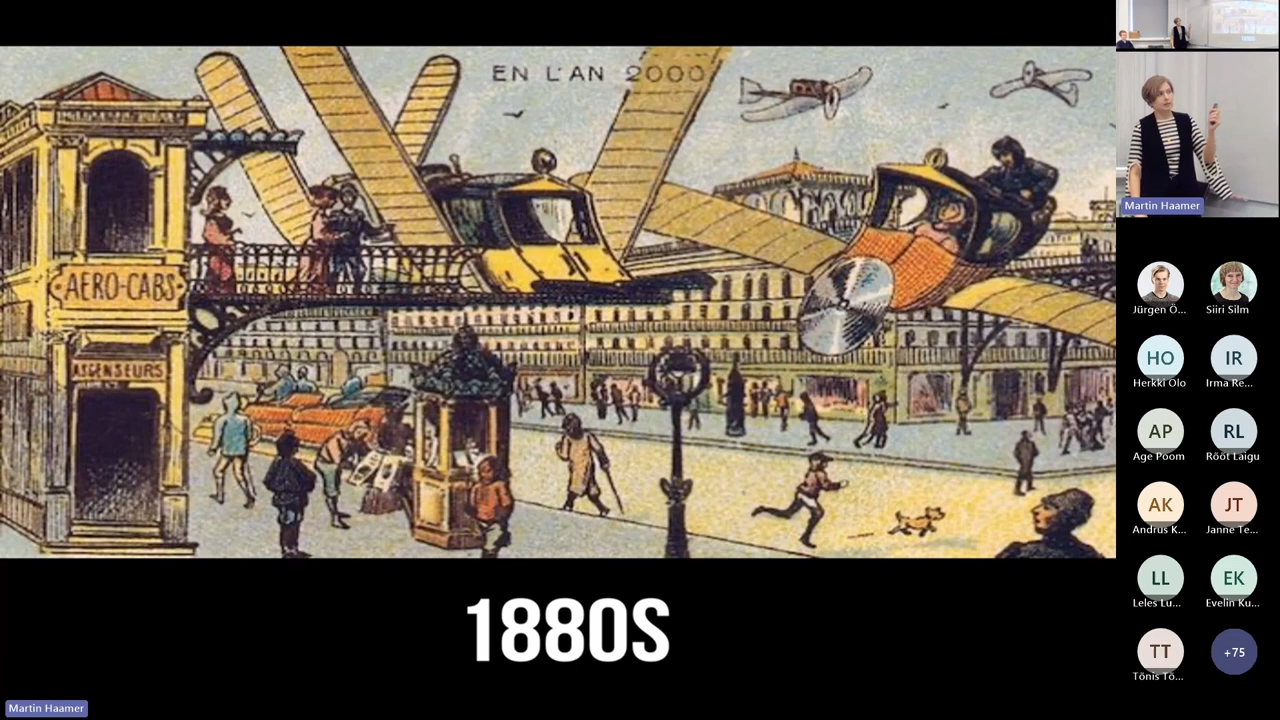 EN L'AN 2000
AERO-CABS
ASCENSEURS
1880S
Martin Haamer
Martin Haamer
Jürgen Ö...
Siiri Silm
HO
Herkki Olo
IR
Irma Re...
AP
Age Poom
RL
Rööt Laigu
AK
Andrus K...
JT
Janne Te...
LL
Leles Lu...
EK
Evelin Ku...
TT
Tõnis Tõ...
+75